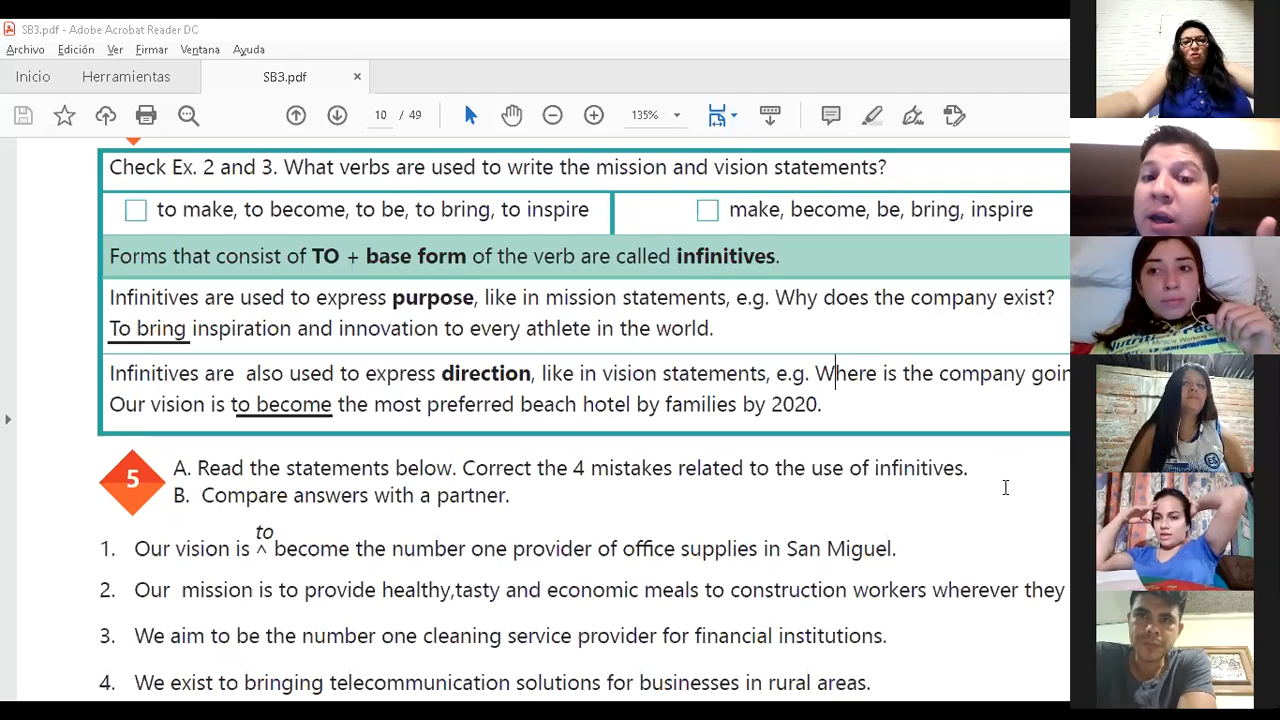 SB3.pdf - Adobe Acrobat Reader DC
Archivo Edición Ver Firmar Ventana Ayuda
Inicio Herramientas SB3.pdf ×
10 / 49 135%
Check Ex. 2 and 3. What verbs are used to write the mission and vision statements?
to make, to become, to be, to bring, to inspire make, become, be, bring, inspire
Forms that consist of TO + base form of the verb are called infinitives.
Infinitives are used to express purpose, like in mission statements, e.g. Why does the company exist?
To bring inspiration and innovation to every athlete in the world.
Infinitives are also used to express direction, like in vision statements, e.g. Where is the company goin
Our vision is to become the most preferred beach hotel by families by 2020.
5 A. Read the statements below. Correct the 4 mistakes related to the use of infinitives.
B. Compare answers with a partner.
to
1. Our vision is ^ become the number one provider of office supplies in San Miguel.
2. Our mission is to provide healthy,tasty and economic meals to construction workers wherever they
3. We aim to be the number one cleaning service provider for financial institutions.
4. We exist to bringing telecommunication solutions for businesses in rural areas.